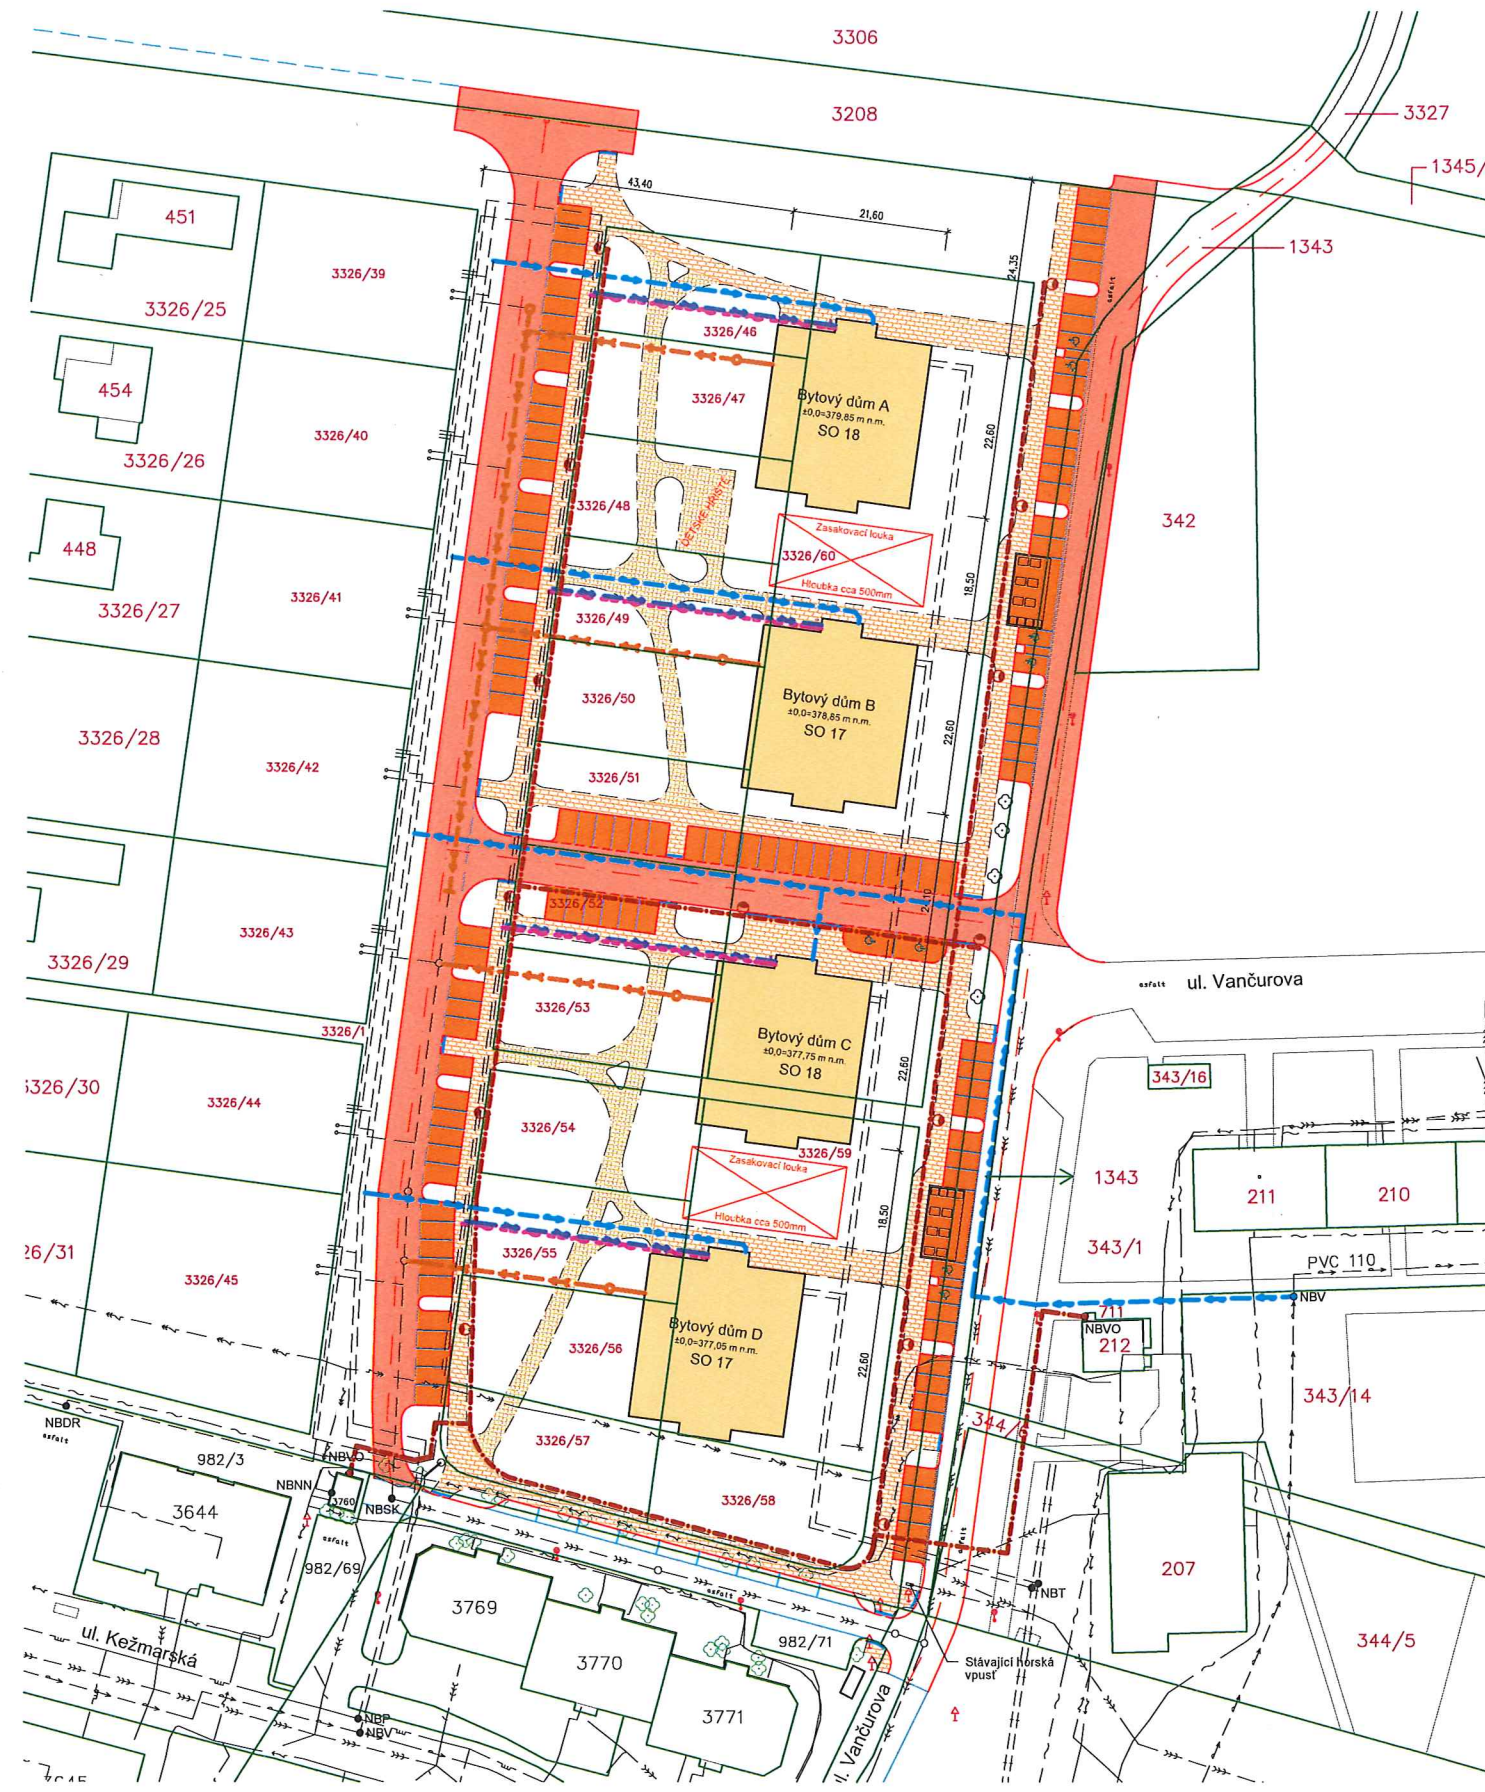 3306
3208
3327
1345/
43,40
21,60
24,35
asfalt
1343
451
3326/39
3326/25
3326/46
454
3326/47
Bytový dům A
±0,0=379,85 m n.m.
SO 18
22,60
3326/40
3326/26
DĚTSKÉ HŘIŠTĚ
3326/48
Zasakovací louka
3326/60
Hloubka cca 500mm
342
448
18,50
3326/41
3326/27
3326/49
3326/50
Bytový dům B
±0,0=378,85 m n.m.
SO 17
22,60
3326/28
3326/42
3326/51
3326/52
24,10
3326/43
3326/29
asfalt
ul. Vančurova
3326/53
3326/1
Bytový dům C
±0,0=377,75 m n.m.
SO 18
22,60
343/16
3326/30
3326/44
3326/54
3326/59
Zasakovací louka
Hloubka cca 500mm
18,50
1343
211
210
343/1
26/31
3326/45
3326/55
PVC 110
NBV
711
NBVO
212
3326/56
Bytový dům D
±0,0=377,05 m n.m.
SO 17
22,60
343/14
NBDR
asfalt
344/
3326/57
982/3
NBVO
NBNN
3760
NBSK
3326/58
3644
asfalt
asfalt
982/69
asfalt
207
NBT
3769
982/71
344/5
ul. Kežmarská
3770
Stávající horská
vpusť
3771
ul. Vančurova
NBP
NBV